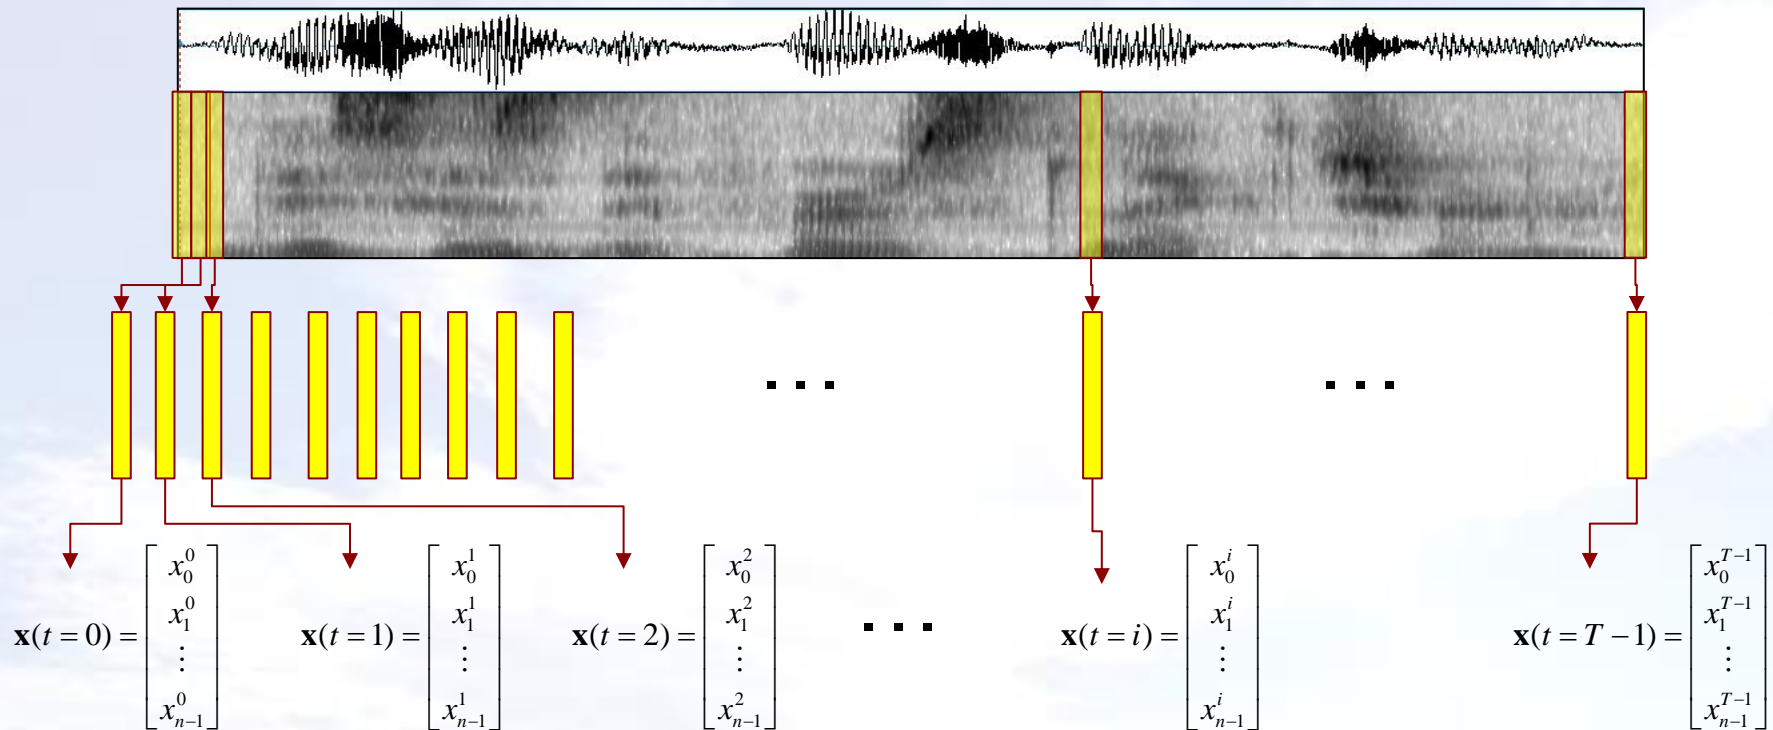 x(t = 0) = [x_0^0 x_1^0 ⋮ x_{n-1}^0]
x(t = 1) = [x_0^1 x_1^1 ⋮ x_{n-1}^1]
x(t = 2) = [x_0^2 x_1^2 ⋮ x_{n-1}^2]
x(t = i) = [x_0^i x_1^i ⋮ x_{n-1}^i]
x(t = T − 1) = [x_0^{T-1} x_1^{T-1} ⋮ x_{n-1}^{T-1}]